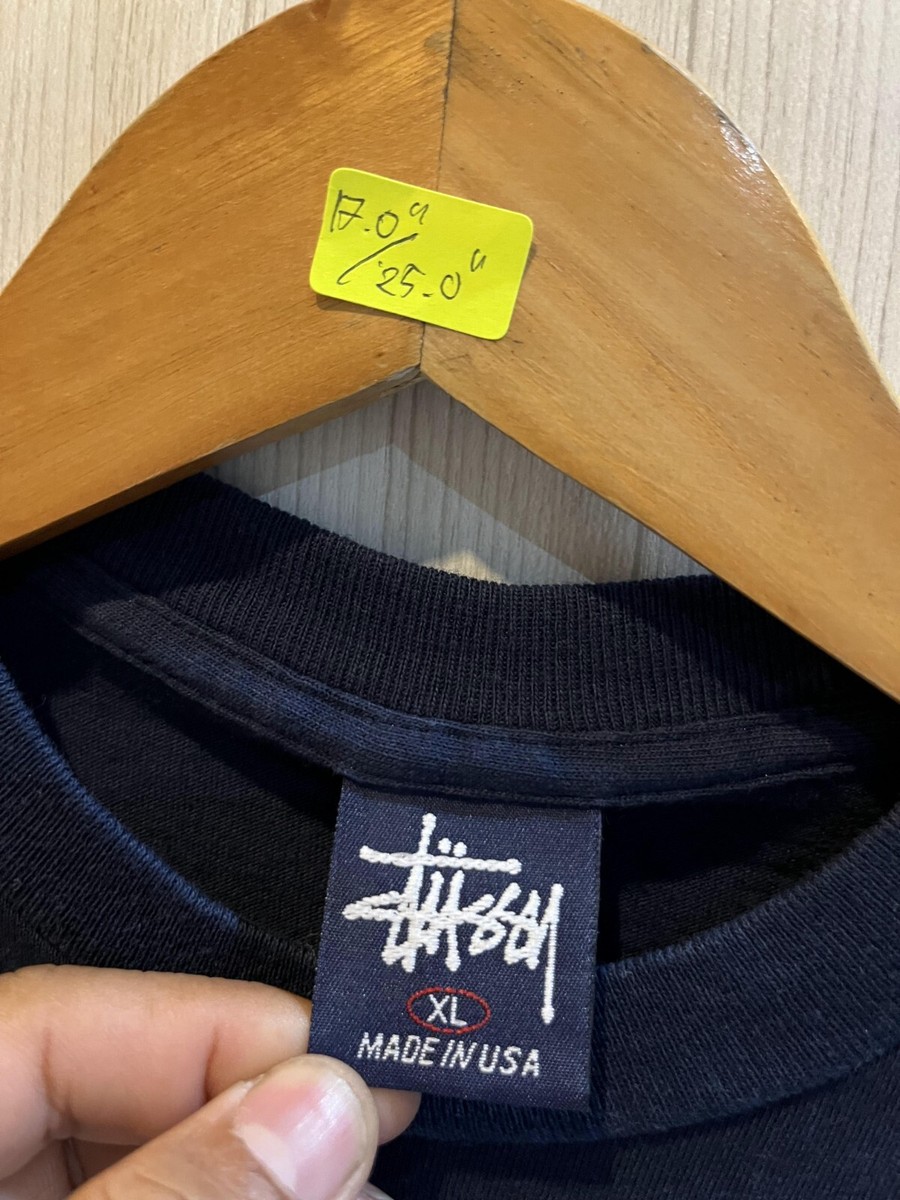 17.0"
/25.0"
Stüssy
XL
MADE IN USA